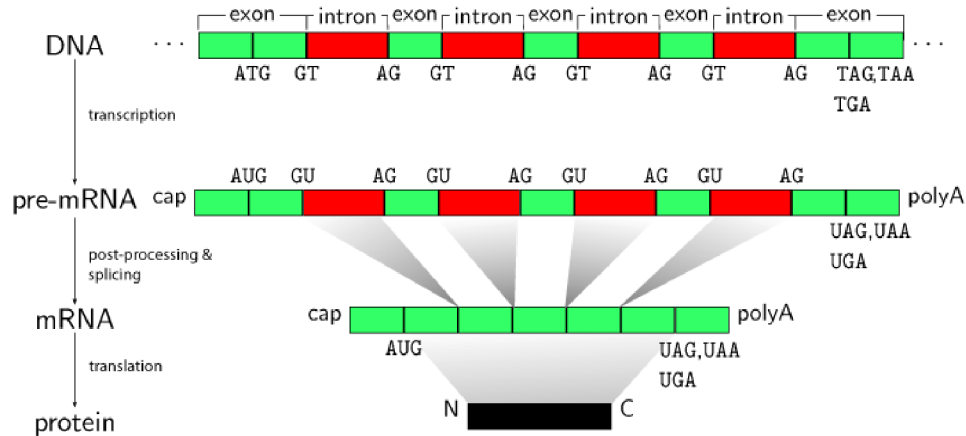 exon intron exon intron exon intron exon intron exon
DNA ... ...
ATG GT AG GT AG GT AG GT AG TAG,TAA
TGA
transcription
AUG GU AG GU AG GU AG GU AG
pre-mRNA cap polyA
UAG,UAA
UGA
post-processing &
splicing
mRNA cap polyA
AUG UAG,UAA
UGA
translation
protein N C